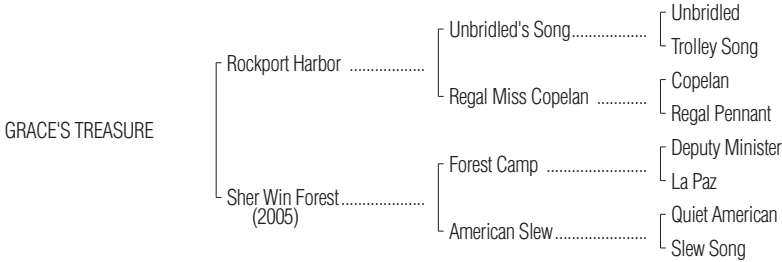 Unbridled
Unbridled's Song..................
Trolley Song
Rockport Harbor ..................
Copelan
Regal Miss Copelan ............
Regal Pennant
GRACE'S TREASURE
Deputy Minister
Forest Camp ........................
La Paz
Sher Win Forest....................
(2005)
Quiet American
American Slew......................
Slew Song